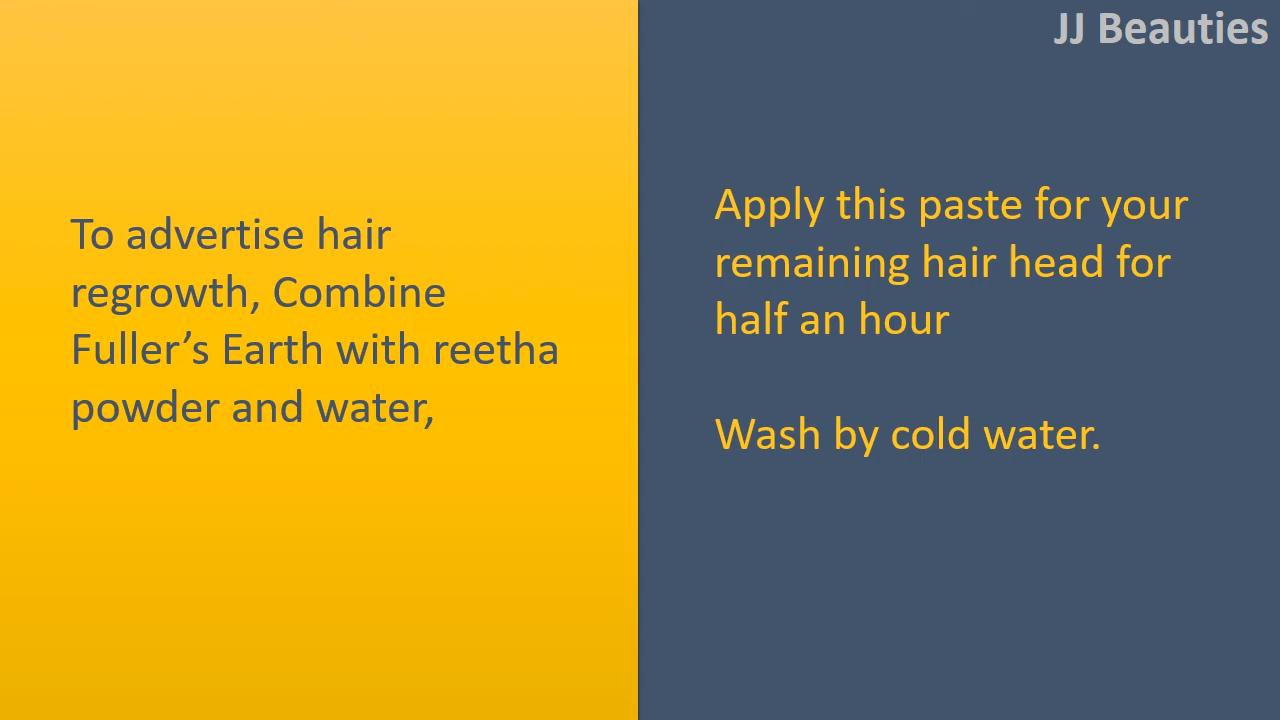 JJ Beauties
To advertise hair
regrowth, Combine
Fuller’s Earth with reetha
powder and water,
Apply this paste for your
remaining hair head for
half an hour
Wash by cold water.